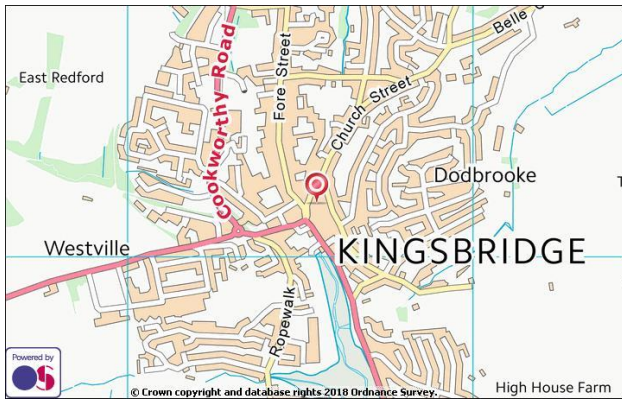 Belle
East Redford
Cookworthy Road
Fore Street
Church Street
Dodbrooke
T
Westville
KINGSBRIDGE
Ropewalk
Powered by
OS
High House Farm
© Crown copyright and database rights 2018 Ordnance Survey.